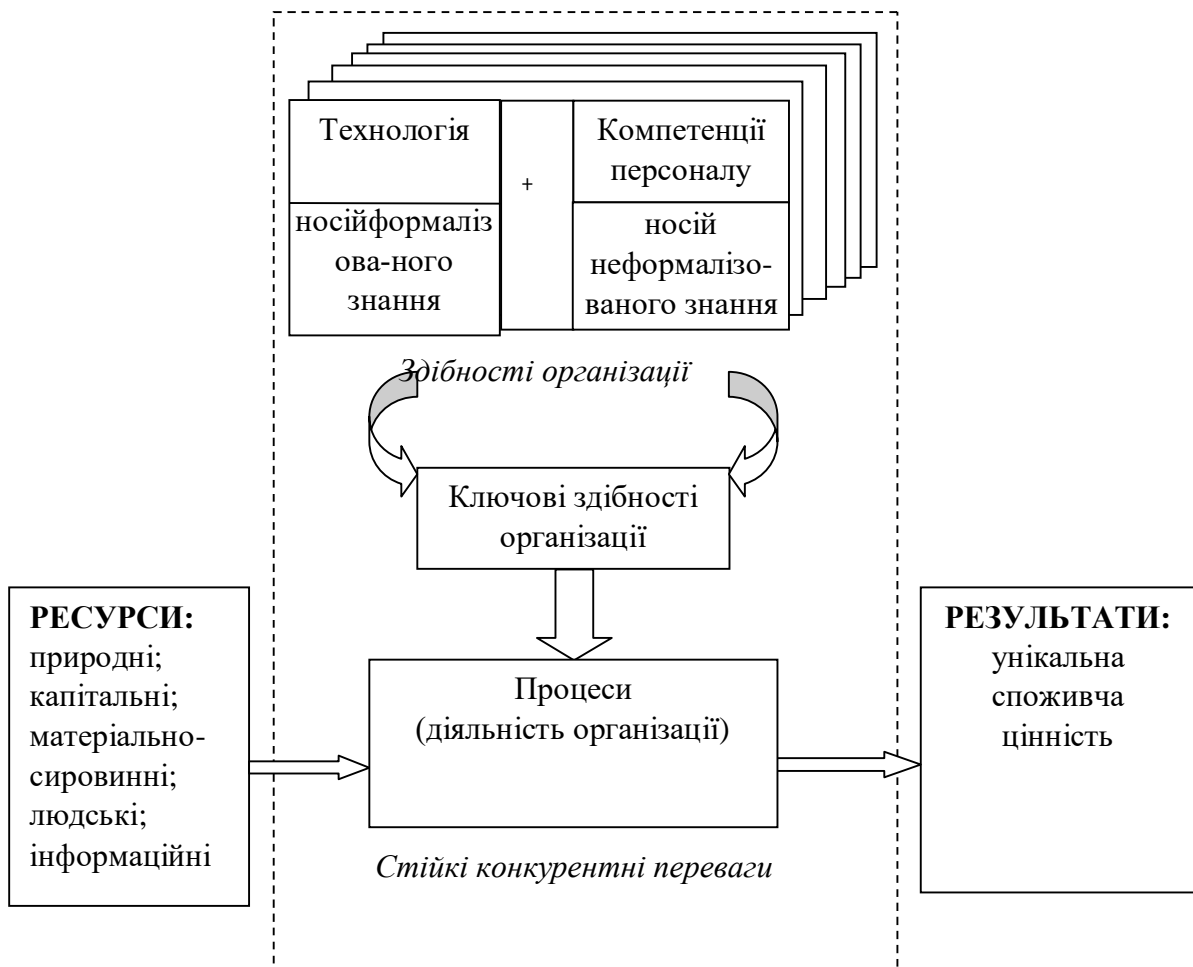 Технологія
+
Компетенції
персоналу
носійформаліз
ова-ного
знання
носій
неформалізо-
ваного знання
Здібності організації
Ключові здібності
організації
РЕСУРСИ:
природні;
капітальні;
матеріально-
сировинні;
людські;
інформаційні
Процеси
(діяльність організації)
РЕЗУЛЬТАТИ:
унікальна
споживча
цінність
Стійкі конкурентні переваги